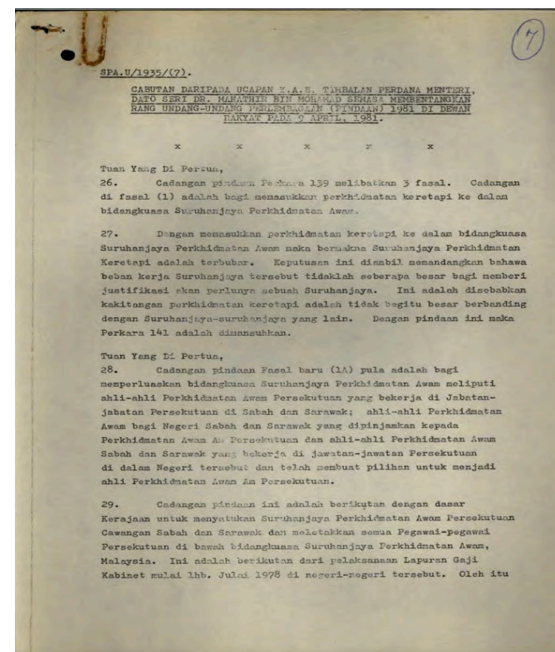 7
SPA.U/1935/(7).
CABUTAN DARIPADA UCAPAN Y.A.B. TIMBALAN PERDANA MENTERI,
DATO SERI DR. MAHATHIR BIN MOHAMAD SEMASA MEMBENTANGKAN
RANG UNDANG-UNDANG PERLEMBAGAAN (PINDAAN) 1981 DI DEWAN
RAKYAT PADA 9 APRIL, 1981.
x x x x x
Tuan Yang Di Pertua,
26. Cadangan pindaan Perkara 139 melibatkan 3 fasal. Cadangan
di fasal (1) adalah bagi memasukkan perkhidmatan keretapi ke dalam
bidangkuasa Suruhanjaya Perkhidmatan Awam.
27. Dengan memasukkan perkhidmatan keretapi ke dalam bidangkuasa
Suruhanjaya Perkhidmatan Awam maka bermakna Suruhanjaya Perkhidmatan
Keretapi adalah terbubar. Keputusan ini diambil memandangkan bahawa
beban kerja Suruhanjaya tersebut tidaklah seberapa besar bagi memberi
justifikasi akan perlunya sebuah Suruhanjaya. Ini adalah disebabkan
kakitangan perkhidmatan keretapi adalah tidak begitu besar berbanding
dengan Suruhanjaya-suruhanjaya yang lain. Dengan pindaan ini maka
Perkara 141 adalah dimansuhkan.
Tuan Yang Di Pertua,
28. Cadangan pindaan Fasal baru (1A) pula adalah bagi
memperluaskan bidangkuasa Suruhanjaya Perkhidmatan Awam meliputi
ahli-ahli Perkhidmatan Awam Persekutuan yang bekerja di Jabatan-
jabatan Persekutuan di Sabah dan Sarawak; ahli-ahli Perkhidmatan
Awam bagi Negeri Sabah dan Sarawak yang dipinjamkan kepada
Perkhidmatan Awam Am Persekutuan dan ahli-ahli Perkhidmatan Awam
Sabah dan Sarawak yang bekerja di jawatan-jawatan Persekutuan
di dalam Negeri tersebut dan telah membuat pilihan untuk menjadi
ahli Perkhidmatan Awam Am Persekutuan.
29. Cadangan pindaan ini adalah berikutan dengan dasar
Kerajaan untuk menyatukan Suruhanjaya Perkhidmatan Awam Persekutuan
Cawangan Sabah dan Sarawak dan meletakkan semua Pegawai-pegawai
Persekutuan di bawah bidangkuasa Suruhanjaya Perkhidmatan Awam,
Malaysia. Ini adalah berikutan dari pelaksanaan Lapuran Gaji
Kabinet mulai 1hb. Julai 1978 di negeri-negeri tersebut. Oleh itu